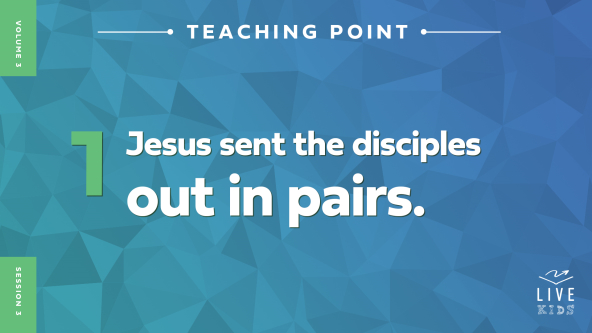 VOLUME 3
TEACHING POINT
1
Jesus sent the disciples
out in pairs.
SESSION 3
LIVE
KIDS